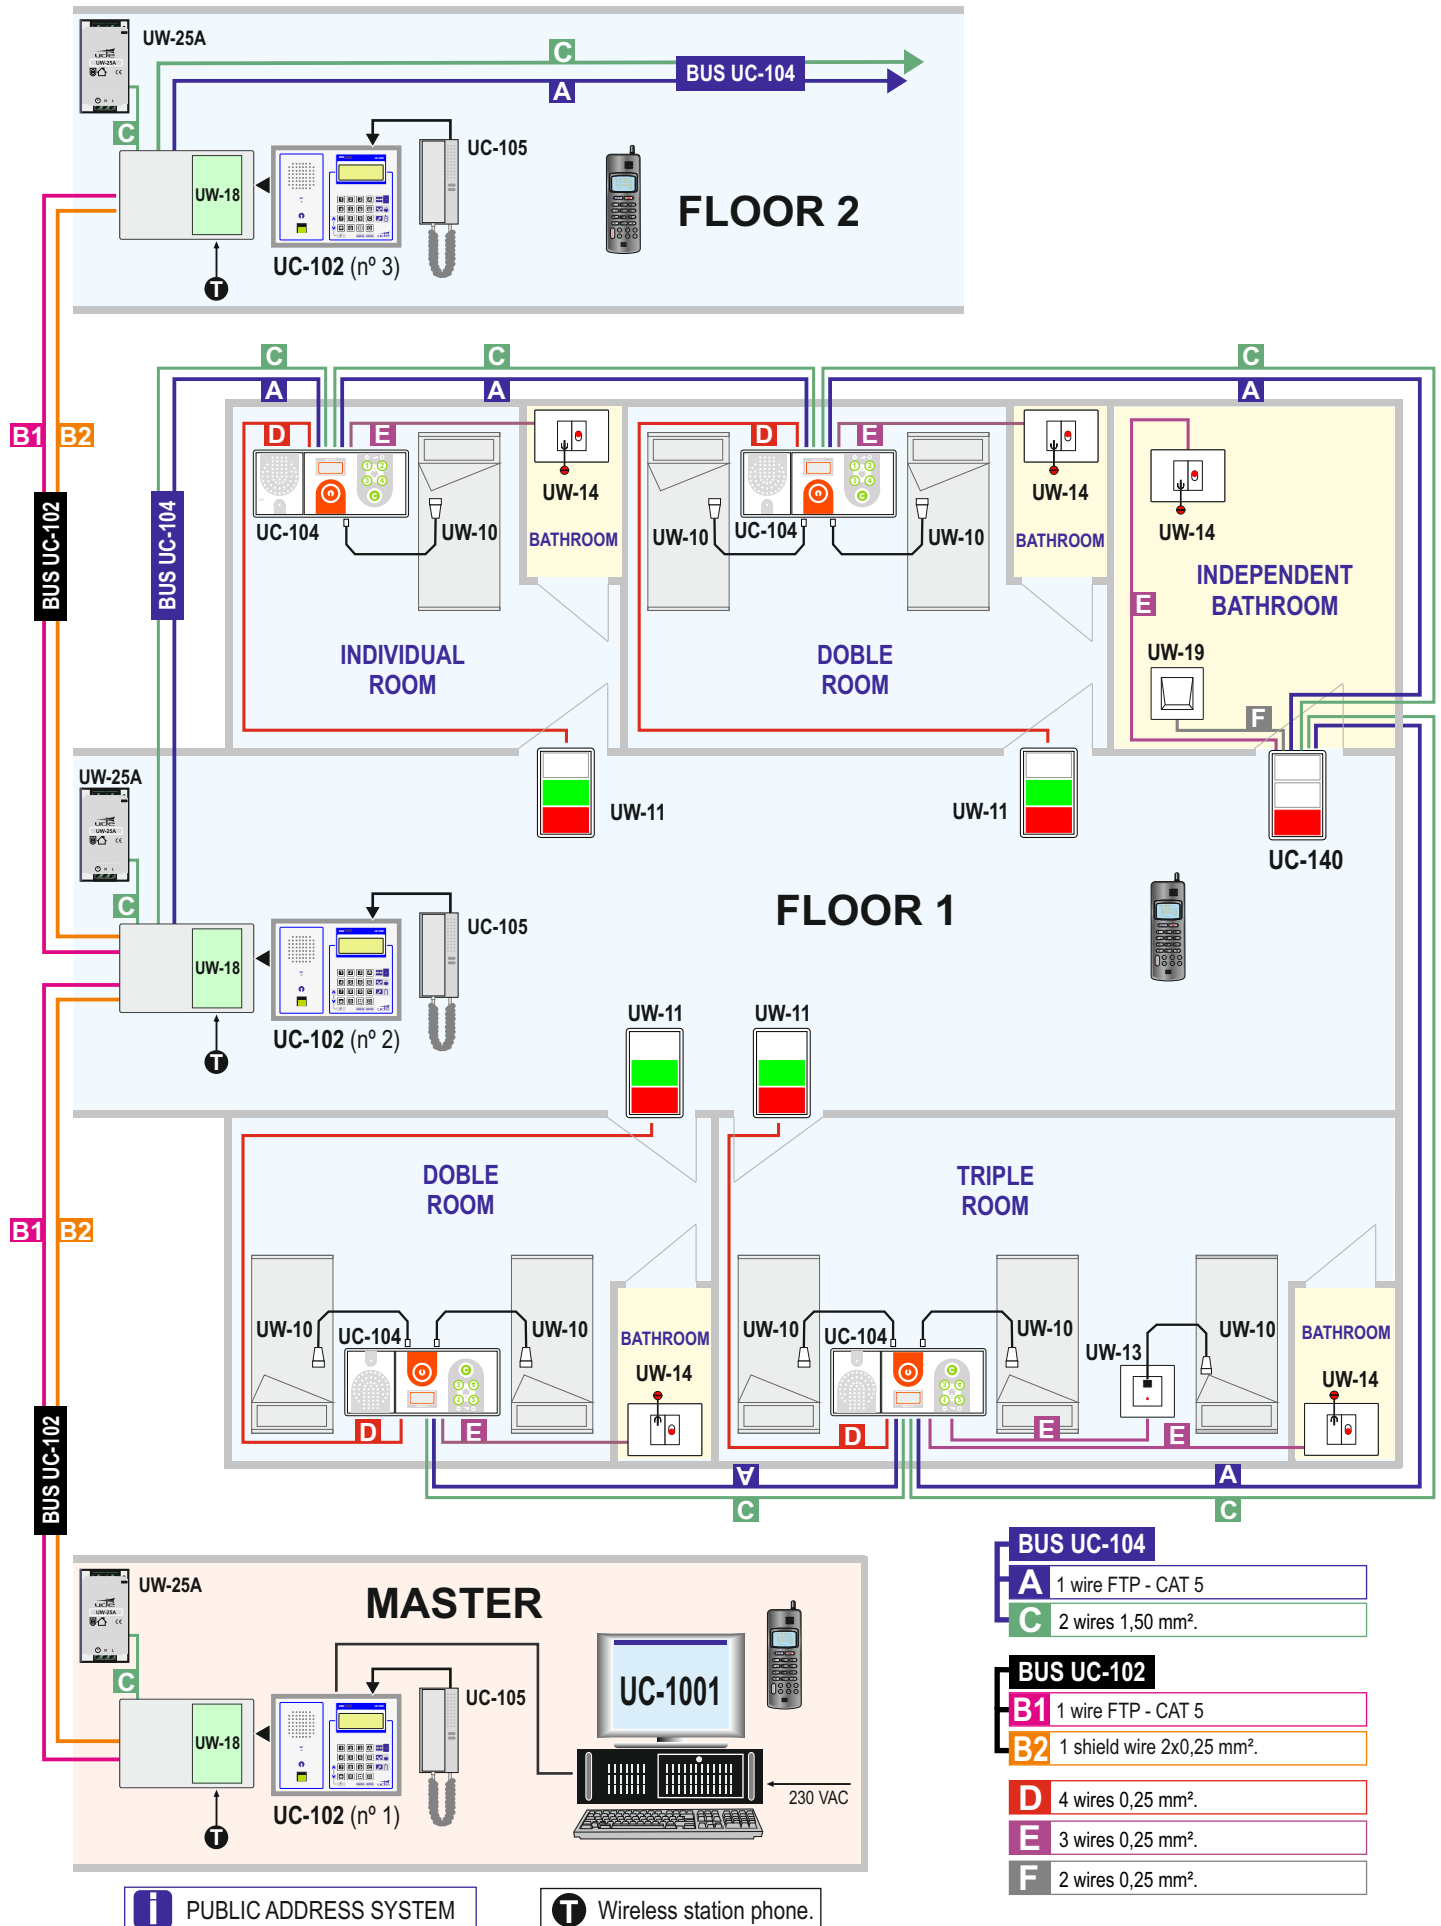 UW-25A
C
A
BUS UC-104
C
UW-18
UC-105
UC-102 (nº 3)
T
FLOOR 2
C
A
C
A
C
A
B1
B2
BUS UC-102
BUS UC-104
D
E
UC-104
UW-10
UW-14
BATHROOM
INDIVIDUAL
ROOM
D
E
UW-10
UC-104
UW-10
UW-14
BATHROOM
DOBLE
ROOM
UW-14
INDEPENDENT
BATHROOM
E
UW-19
F
UW-11
UW-11
UC-140
UW-25A
C
UW-18
UC-105
UC-102 (nº 2)
T
FLOOR 1
UW-11
UW-11
B1
B2
BUS UC-102
DOBLE
ROOM
UW-10
UC-104
UW-10
BATHROOM
UW-14
D
E
TRIPLE
ROOM
UW-10
UC-104
UW-10
UW-13
UW-10
BATHROOM
UW-14
D
E
E
A
C
A
C
UW-25A
C
MASTER
UW-18
UC-105
UC-102 (nº 1)
T
UC-1001
230 VAC
BUS UC-104
A 1 wire FTP - CAT 5
C 2 wires 1,50 mm².
BUS UC-102
B1 1 wire FTP - CAT 5
B2 1 shield wire 2x0,25 mm².
D 4 wires 0,25 mm².
E 3 wires 0,25 mm².
F 2 wires 0,25 mm².
i PUBLIC ADDRESS SYSTEM
T Wireless station phone.